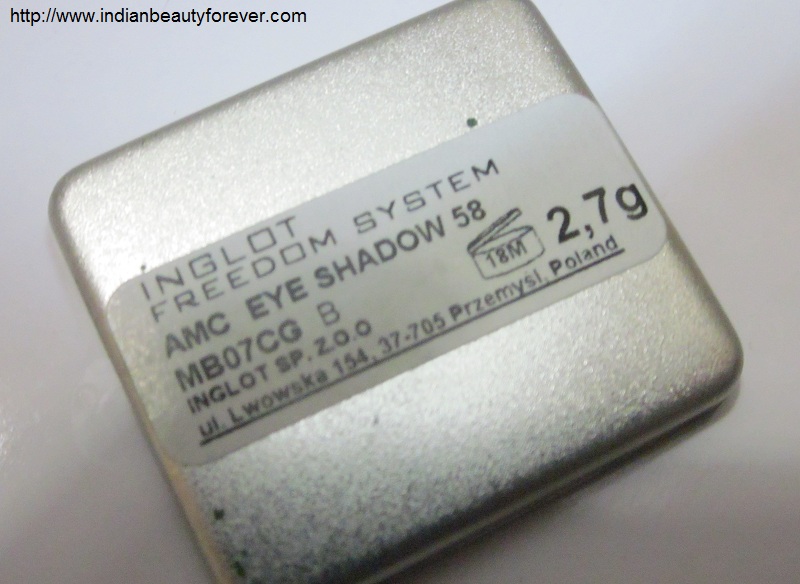 http://www.indianbeautyforever.com/
INGLOT
FREEDOM SYSTEM
AMC EYE SHADOW 58
MB07CG B
18M
2,7g
INGLOT SP. Z.O.O
ul. Lwowska 154, 37-705 Przemysl, Poland